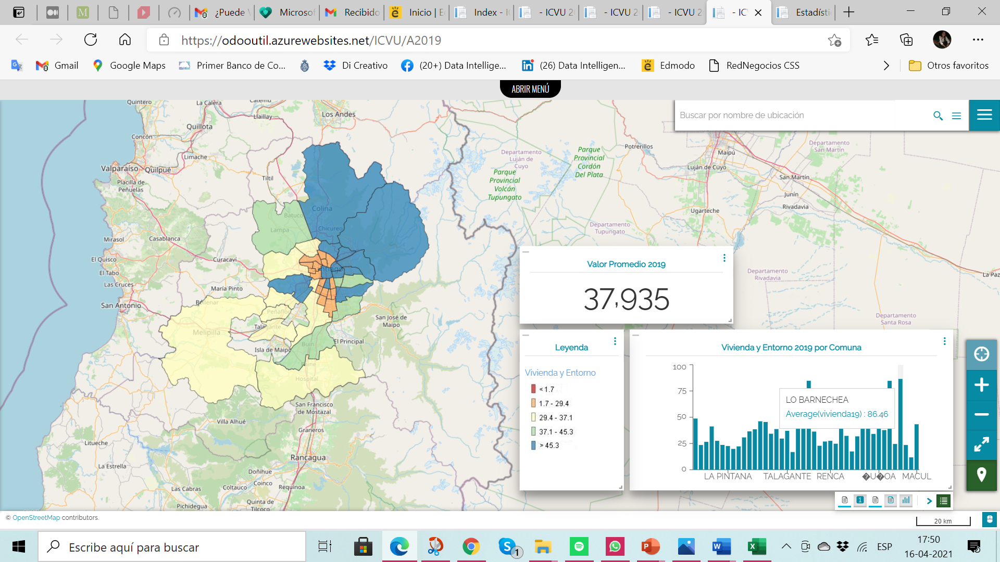 ¿Puede
Microsof
Recibido
Inicio | E
Index - I
- ICVU 2
- ICVU 2
- ICVU 2
- IC
Estadísti
https://odooutil.azurewebsites.net/ICVU/A2019
Gmail
Google Maps
Primer Banco de Co...
Di Creativo
(20+) Data Intellige...
(26) Data Intelligen...
Edmodo
RedNegocios CSS
Otros favoritos
ABRIR MENÚ
Buscar por nombre de ubicación
Quintero
La Calera
Catemu
Llaillay
Los Andes
Quillota
Concón
Limache
Valparaíso
Quilpué
Placilla de
Peñuelas
Tiltil
Colina
Batuco
Lampa
Chicureo
Mirasol
Casablanca
El Quisco
Curacaví
El Tabo
Las Cruces
María Pinto
San Antonio
Bollenar
Peñaflor
Melipilla
Talagante
Isla de Maipo
Buin
El Principal
San José de
Maipo
Paine
Hospital
San Francisco
de Mostazal
Villa Alhué
Graneros
Litueche
Rancagua
La Estrella
Doñihue
Coinco
Coltauco
Requinoa
Las Cabras
Pichidegua
Quinta de
Tilcoco
Departamento
Luján de
Cuyo
Parque
Provincial
Cordón
Del Plata
Parque
Provincial
Volcán
Tupungato
Potrerillos
Maipú
Departamento
San Martín
Luján de Cuyo
San Martín
Junín
Rivadavia
Ugarteche
Departamento
Tupungato
Departamento
Rivadavia
La Paz
Departamento
Santa Rosa
Valor Promedio 2019
37,935
Leyenda
Vivienda y Entorno
< 1.7
1.7 - 29.4
29.4 - 37.1
37.1 - 45.3
> 45.3
Vivienda y Entorno 2019 por Comuna
100
75
50
25
0
LO BARNECHEA
Average(vivienda19) : 86.46
LA PINTANA
TALAGANTE
RENCA
�U�OA
MACUL
1
© OpenStreetMap contributors.
20 km
Escribe aquí para buscar
1
ESP
17:50
16-04-2021